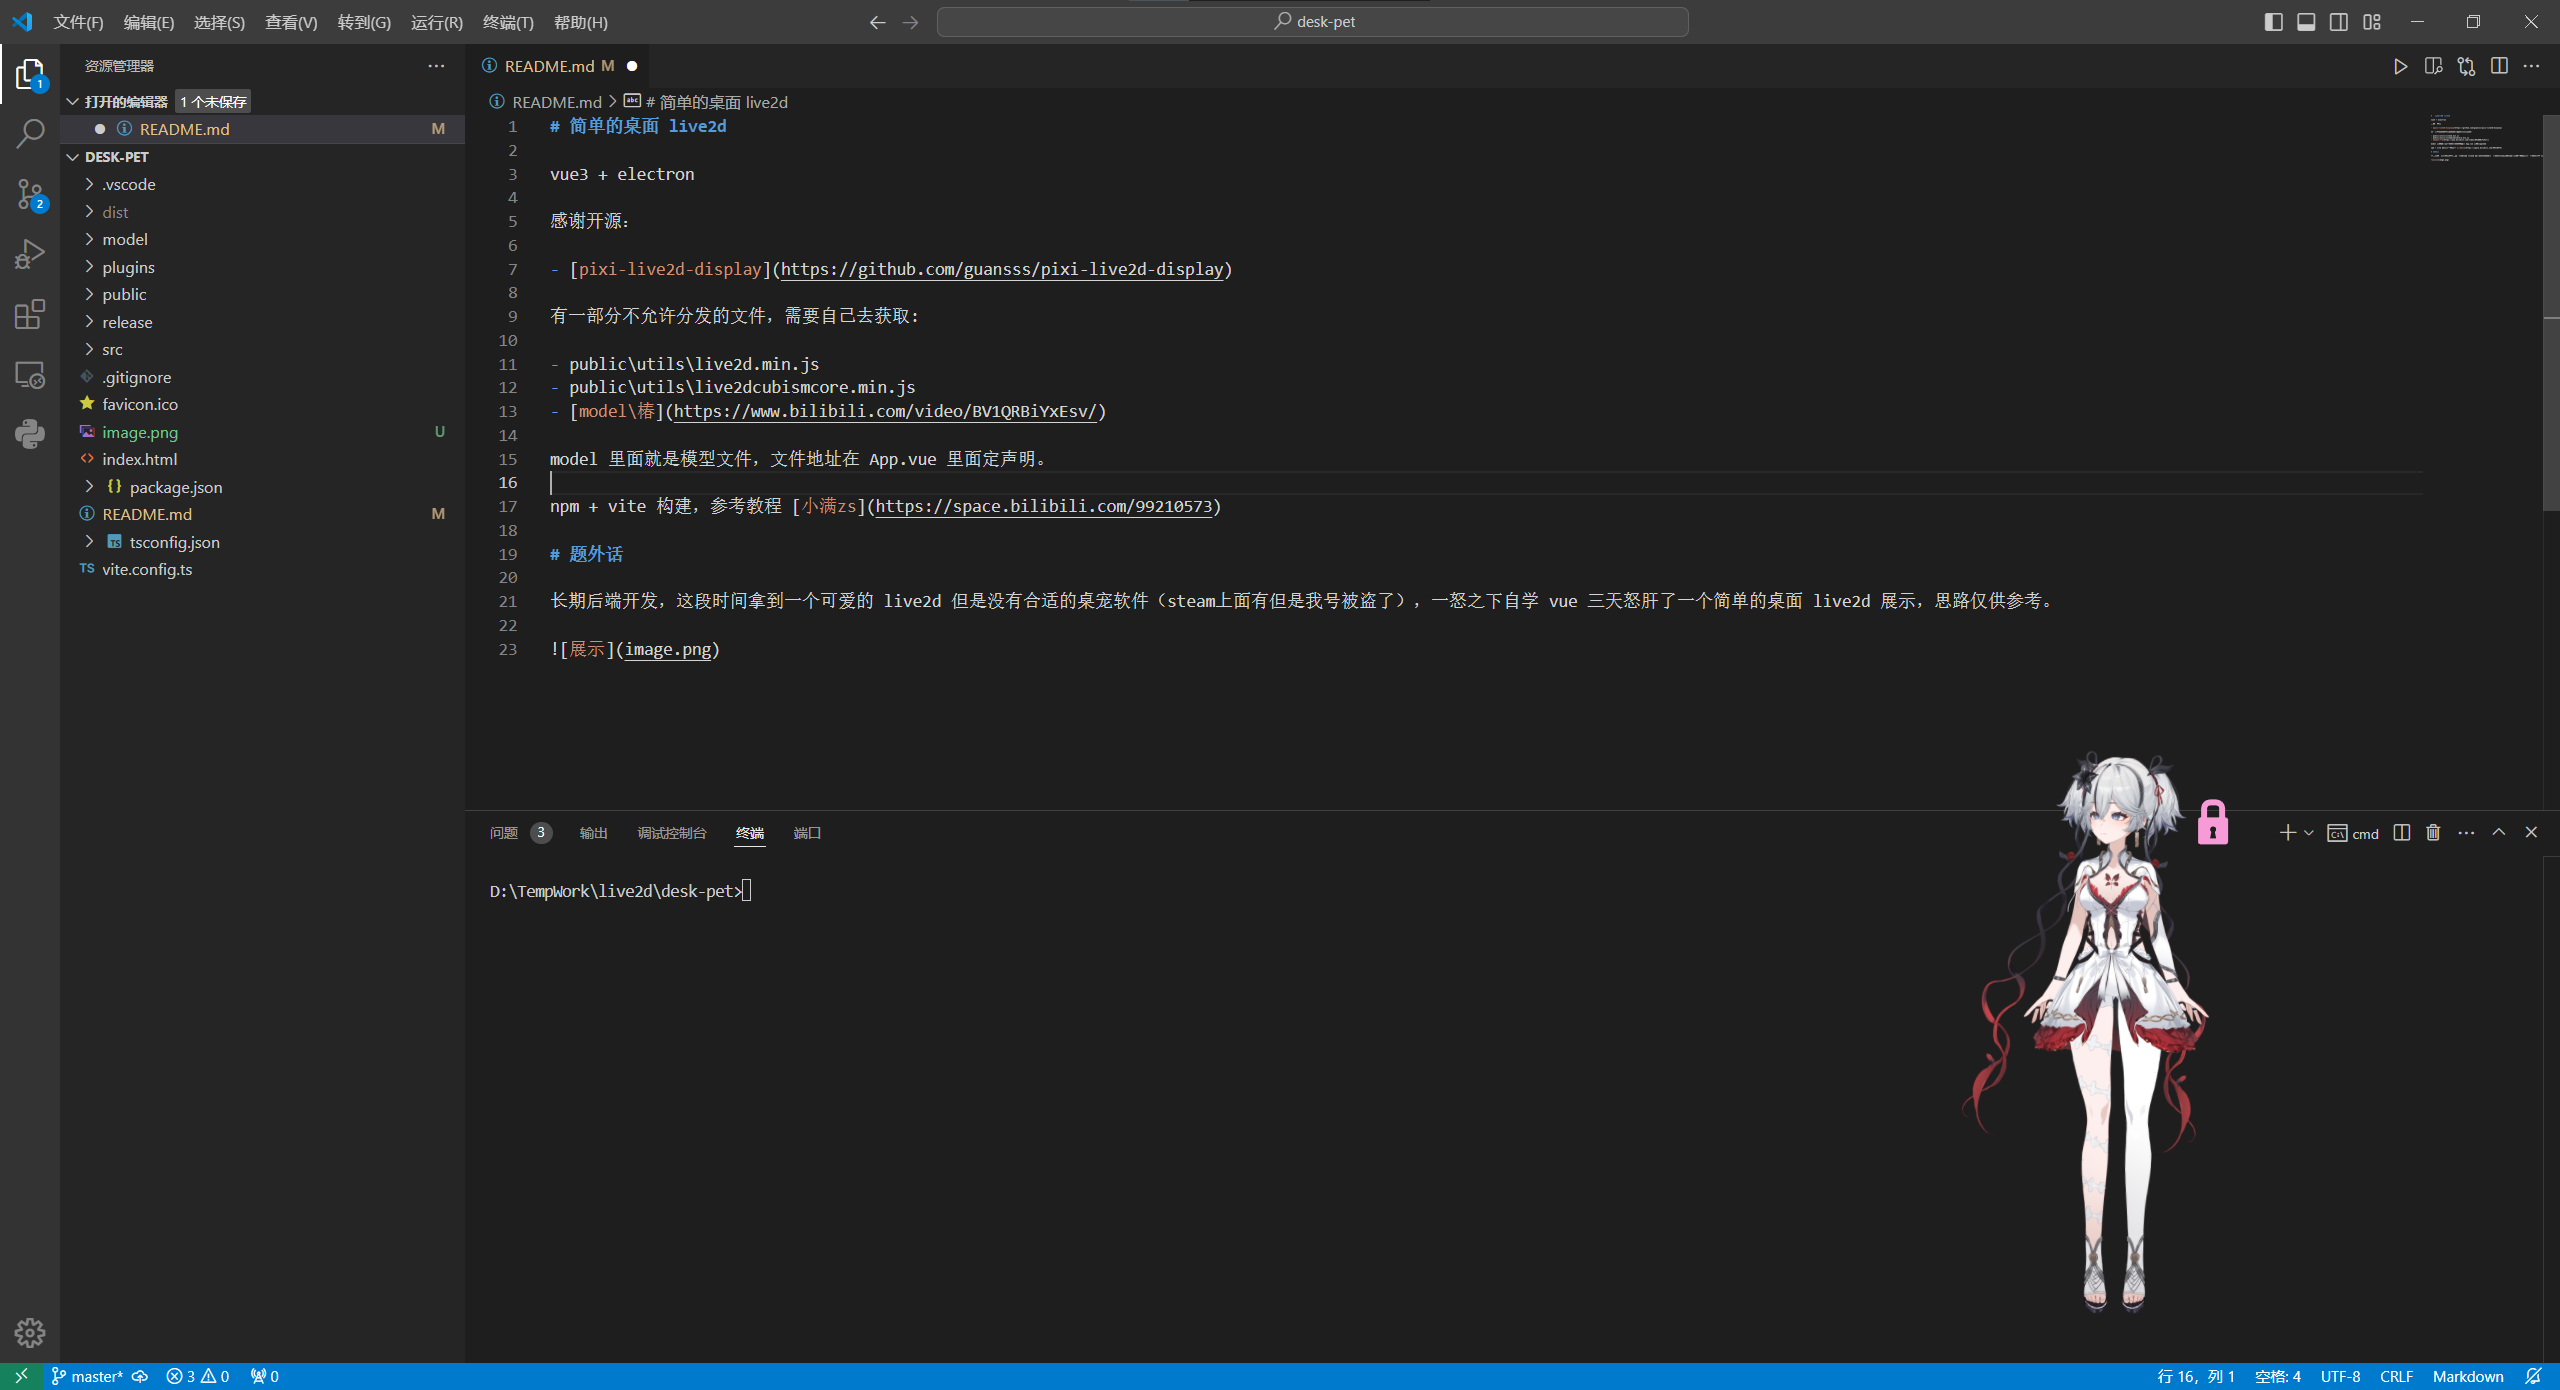 文件(F) 编辑(E) 选择(S) 查看(V) 转到(G) 运行(R) 终端(T) 帮助(H)
desk-pet
资源管理器
打开的编辑器 1 个未保存
README.md M
DESK-PET
.vscode
dist
model
plugins
public
release
src
.gitignore
favicon.ico
image.png U
index.html
package.json
README.md M
tsconfig.json
TS vite.config.ts
1
2
README.md M
README.md > # 简单的桌面 live2d
1 # 简单的桌面 live2d
2
3 vue3 + electron
4
5 感谢开源：
6
7 - [pixi-live2d-display](https://github.com/guansss/pixi-live2d-display)
8
9 有一部分不允许分发的文件，需要自己去获取：
10
11 - public\utils\live2d.min.js
12 - public\utils\live2dcubismcore.min.js
13 - [model\椿](https://www.bilibili.com/video/BV1QRBiYxEsv/)
14
15 model 里面就是模型文件，文件地址在 App.vue 里面定声明。
16
17 npm + vite 构建，参考教程 [小满zs](https://space.bilibili.com/99210573)
18
19 # 题外话
20
21 长期后端开发，这段时间拿到一个可爱的 live2d 但是没有合适的桌宠软件（steam上面有但是我号被盗了），一怒之下自学 vue 三天怒肝了一个简单的桌面 live2d 展示，思路仅供参考。
22
23 ![展示](image.png)
问题 3 输出 调试控制台 终端 端口
cmd
D:\TempWork\live2d\desk-pet>
master* 3 0 0
行 16，列 1 空格: 4 UTF-8 CRLF Markdown